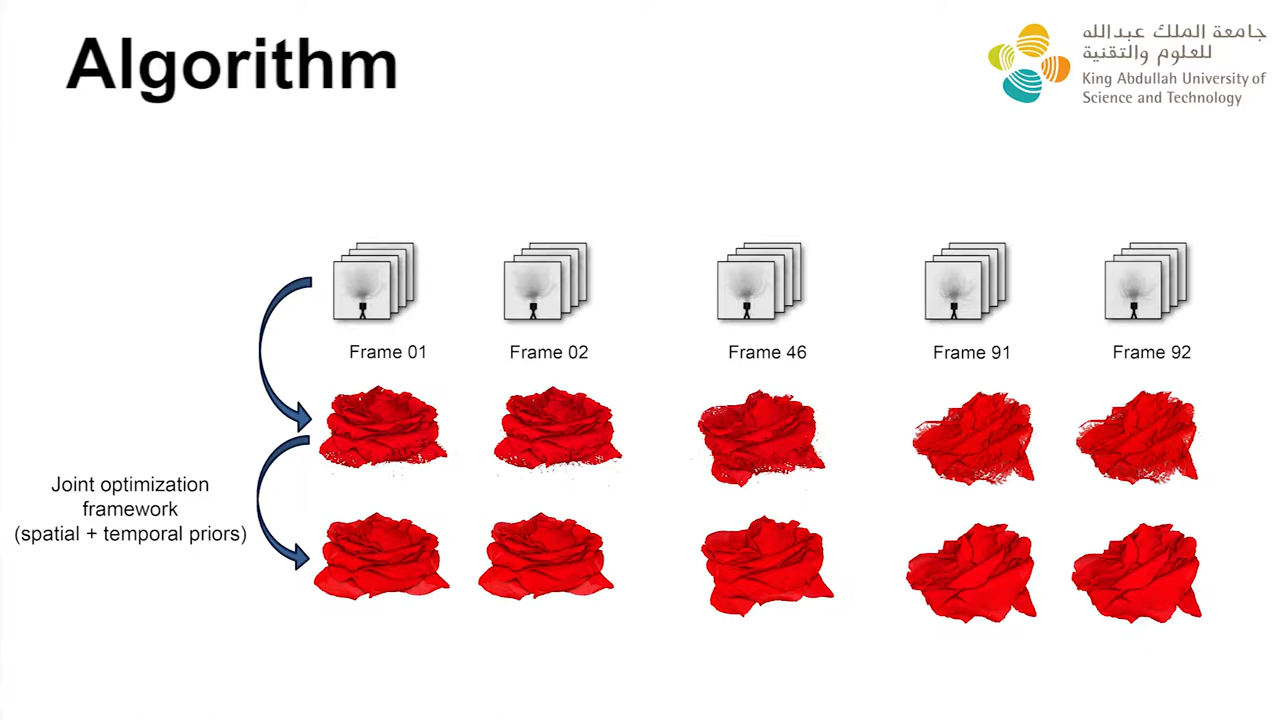 Algorithm
جامعة الملك عبدالله
للعلوم والتقنية
King Abdullah University of
Science and Technology
Frame 01
Frame 02
Frame 46
Frame 91
Frame 92
Joint optimization
framework
(spatial + temporal priors)